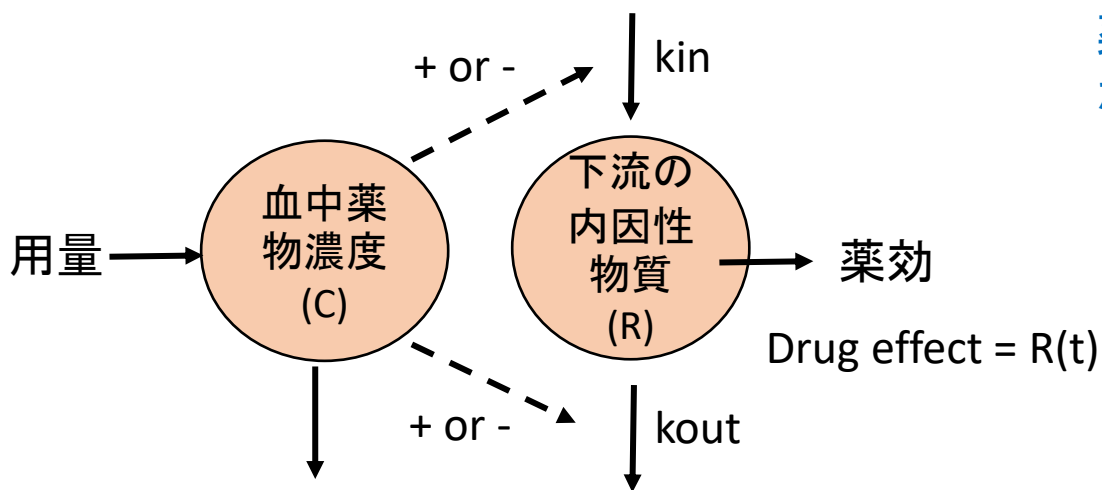 + or -
kin
用量
血中薬
物濃度
(C)
下流の
内因性
物質
(R)
薬効
Drug effect = R(t)
+ or -
kout